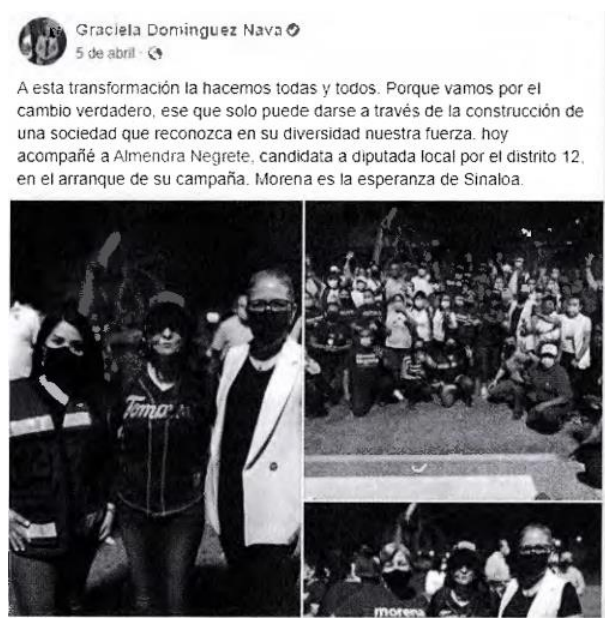 Graciela Domínguez Nava
5 de abril ·
A esta transformación la hacemos todas y todos. Porque vamos por el
cambio verdadero, ese que solo puede darse a través de la construcción de
una sociedad que reconozca en su diversidad nuestra fuerza. hoy
acompañé a Almendra Negrete, candidata a diputada local por el distrito 12,
en el arranque de su campaña. Morena es la esperanza de Sinaloa.
morena